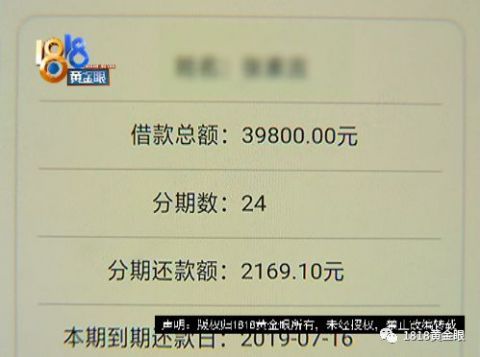 1818
黄金眼
借款总额：39800.00元
分期数：24
分期还款额：2169.10元
声明：版权归1818黄金眼所有，未经授权，禁止改编转载
本期到期还款日：2019-07-16
1818黄金眼